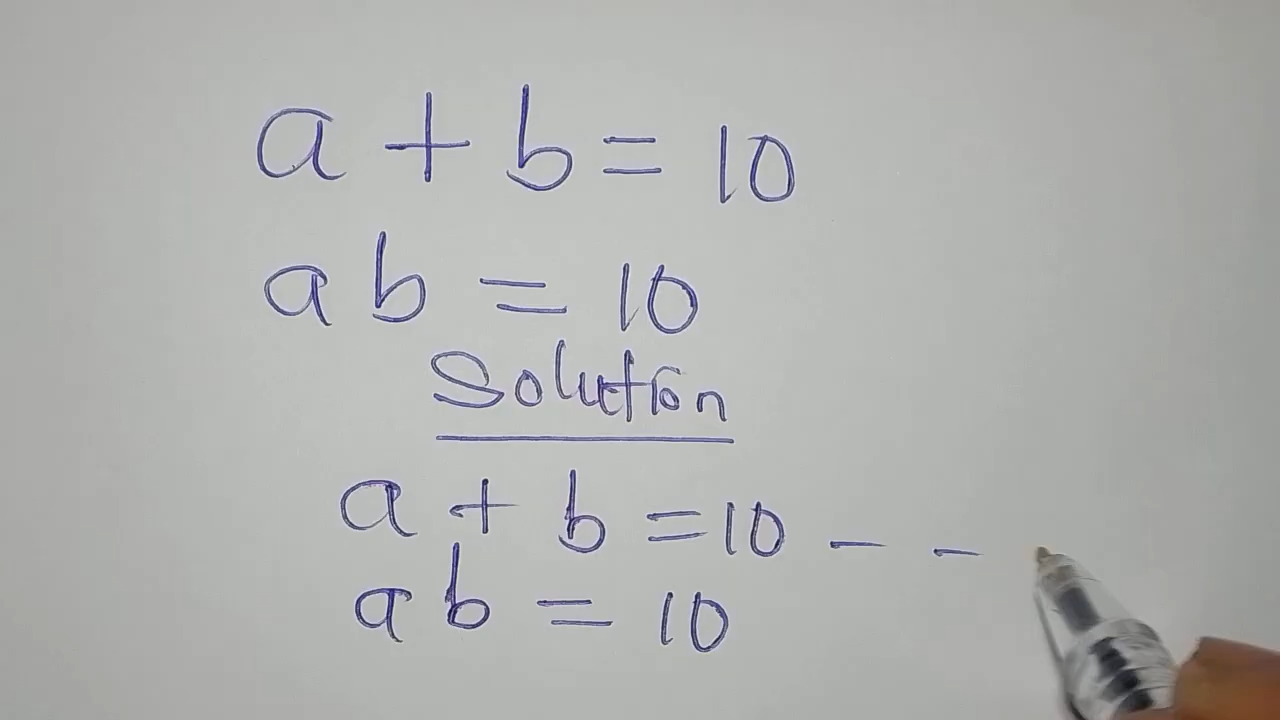 a + b = 10
ab = 10
Solution
a + b = 10 - -
ab = 10